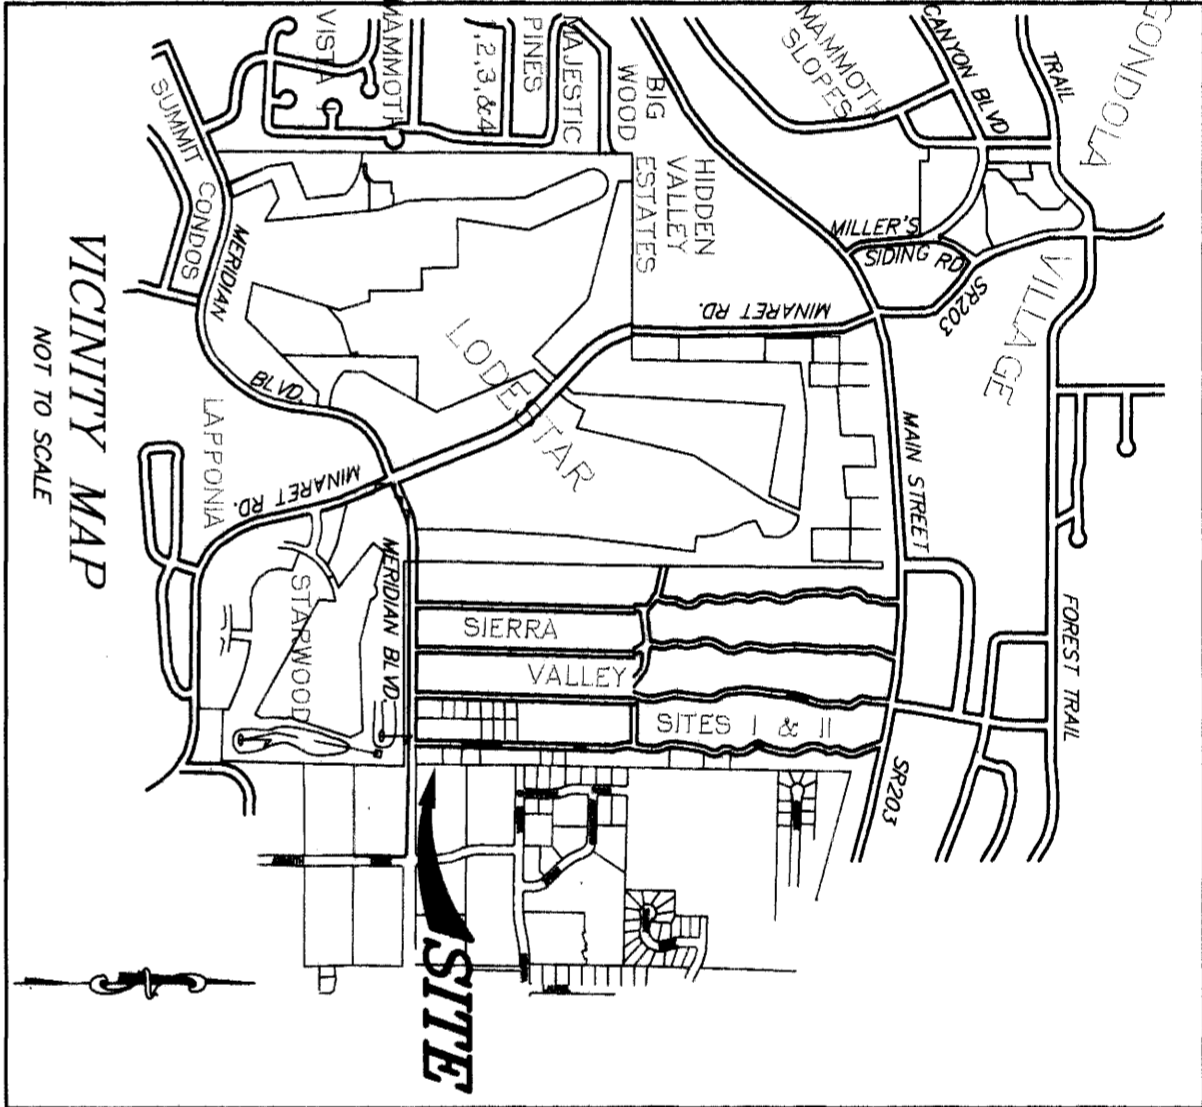 GONDOLA
VILLAGE
TRAIL
CANYON BLVD
MAMMOTH
SLOPES
MILLER'S
SIDING RD
SR203
FOREST TRAIL
MAIN STREET
SR203
HIDDEN
VALLEY
ESTATES
BIG
WOOD
MAJESTIC
PINES
1,2,3,&4
MAMMOTH
VISTA I
SUMMIT
CONDOS
MERIDIAN
BLVD.
MINARET RD.
LODESTAR
LAPPONIA
MINARET RD.
STARWOOD
MERIDIAN BLVD.
SIERRA
VALLEY
SITES I & II
SITE
VICINITY MAP
NOT TO SCALE